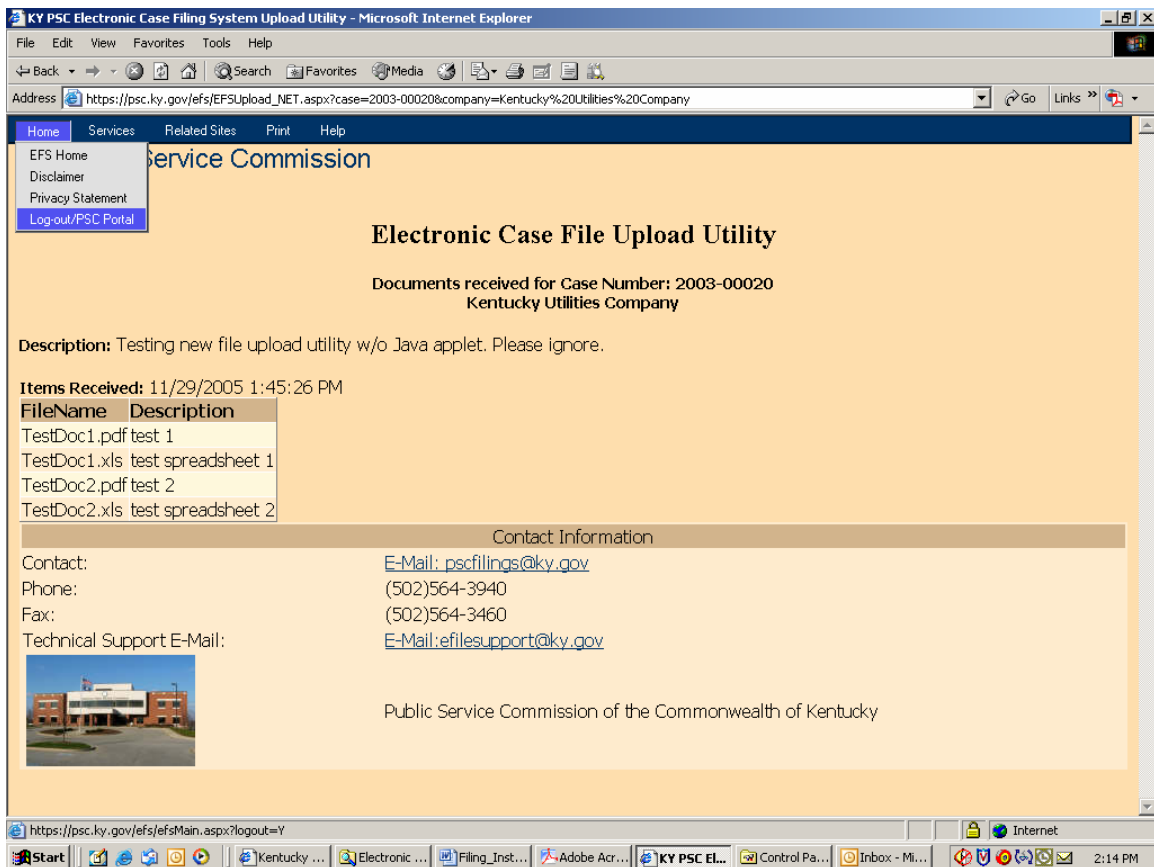 KY PSC Electronic Case Filing System Upload Utility - Microsoft Internet Explorer
File Edit View Favorites Tools Help
Back Search Favorites Media
Address https://psc.ky.gov/efs/EFSUpload_NET.aspx?case=2003-00020&company=Kentucky%20Utilities%20Company Go Links »
Home Services Related Sites Print Help
EFS Home
Disclaimer
Privacy Statement
Log-out/PSC Portal
Service Commission
Electronic Case File Upload Utility
Documents received for Case Number: 2003-00020
Kentucky Utilities Company
Description: Testing new file upload utility w/o Java applet. Please ignore.
Items Received: 11/29/2005 1:45:26 PM
FileName Description
TestDoc1.pdf test 1
TestDoc1.xls test spreadsheet 1
TestDoc2.pdf test 2
TestDoc2.xls test spreadsheet 2
Contact Information
Contact: E-Mail: pscfilings@ky.gov
Phone: (502)564-3940
Fax: (502)564-3460
Technical Support E-Mail: E-Mail:efilesupport@ky.gov
Public Service Commission of the Commonwealth of Kentucky
https://psc.ky.gov/efs/efsMain.aspx?logout=Y Internet
Start Kentucky ... Electronic ... Filing_Inst... Adobe Acr... KY PSC El... Control Pa... Inbox - Mi... 2:14 PM